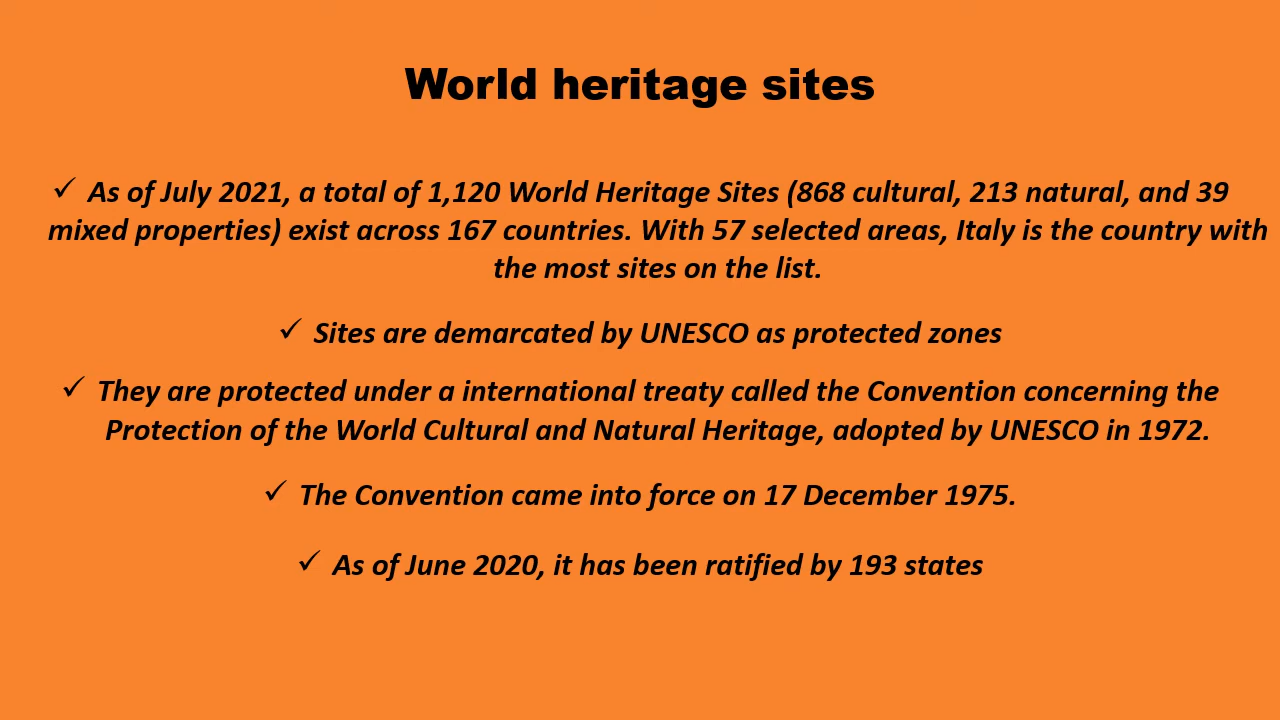 World heritage sites
✓ As of July 2021, a total of 1,120 World Heritage Sites (868 cultural, 213 natural, and 39
mixed properties) exist across 167 countries. With 57 selected areas, Italy is the country with
the most sites on the list.
✓ Sites are demarcated by UNESCO as protected zones
✓ They are protected under a international treaty called the Convention concerning the
Protection of the World Cultural and Natural Heritage, adopted by UNESCO in 1972.
✓ The Convention came into force on 17 December 1975.
✓ As of June 2020, it has been ratified by 193 states